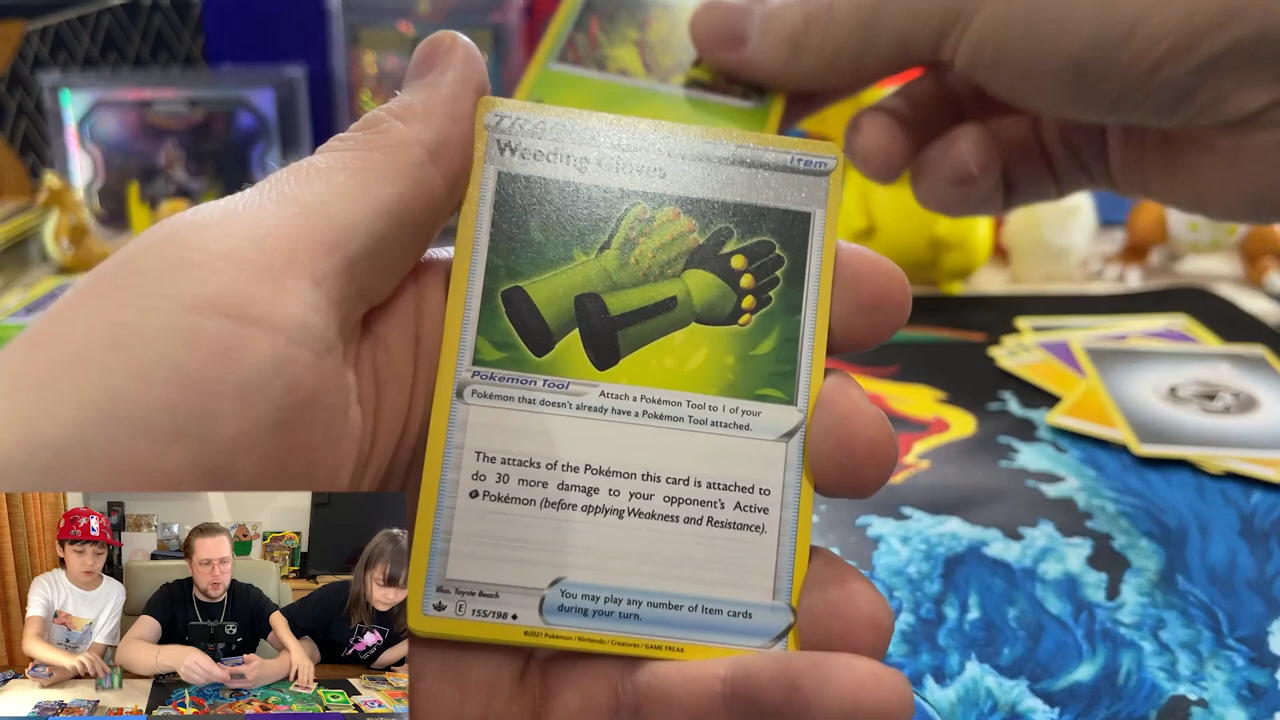 Weeding Gloves
Item
Pokémon Tool
Attach a Pokémon Tool to 1 of your
Pokémon that doesn't already have a Pokémon Tool attached.
The attacks of the Pokémon this card is attached to
do 30 more damage to your opponent's Active
Pokémon (before applying Weakness and Resistance).
Illus. Toyste Beach
E 155/198
You may play any number of Item cards
during your turn.
©2021 Pokémon / Nintendo / Creatures / GAME FREAK